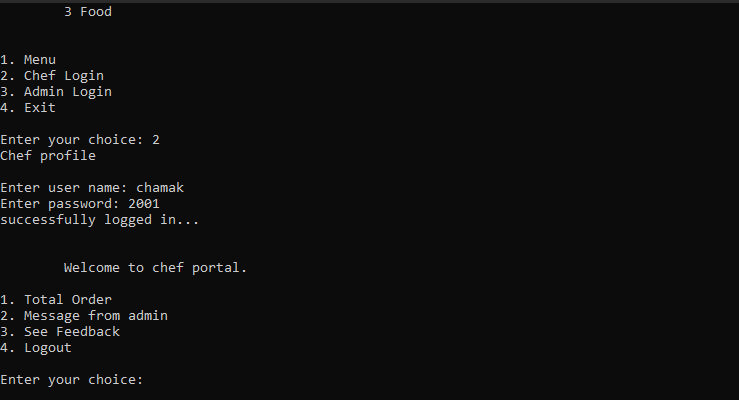 3 Food
1. Menu
2. Chef Login
3. Admin Login
4. Exit
Enter your choice: 2
Chef profile
Enter user name: chamak
Enter password: 2001
successfully logged in...
Welcome to chef portal.
1. Total Order
2. Message from admin
3. See Feedback
4. Logout
Enter your choice: